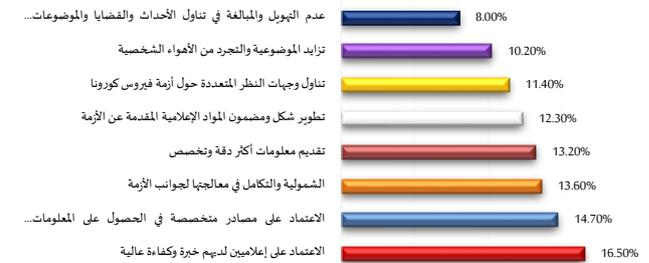 عدم التهويل والمبالغة في تناول الأحداث والقضايا والموضوعات... 8.00%
تزايد الموضوعية والتجرد من الأهواء الشخصية 10.20%
تناول وجهات النظر المتعددة حول أزمة فيروس كورونا 11.40%
تطوير شكل ومضمون المواد الإعلامية المقدمة عن الأزمة 12.30%
تقديم معلومات أكثر دقة وتخصص 13.20%
الشمولية والتكامل في معالجتها لجوانب الأزمة 13.60%
الاعتماد على مصادر متخصصة في الحصول على المعلومات... 14.70%
الاعتماد على إعلاميين لديهم خبرة وكفاءة عالية 16.50%